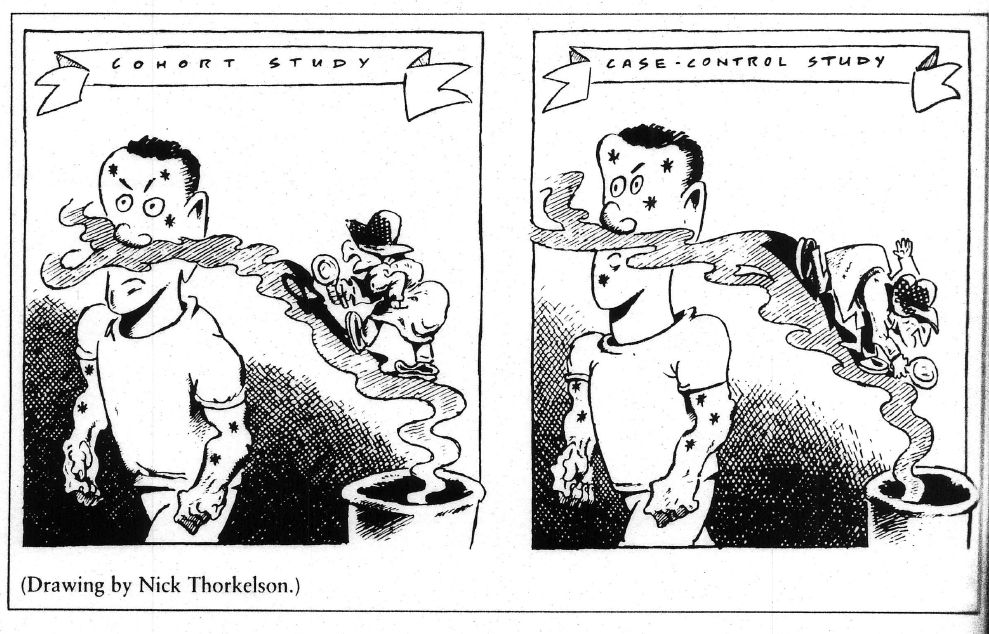 COHORT STUDY
CASE-CONTROL STUDY
(Drawing by Nick Thorkelson.)